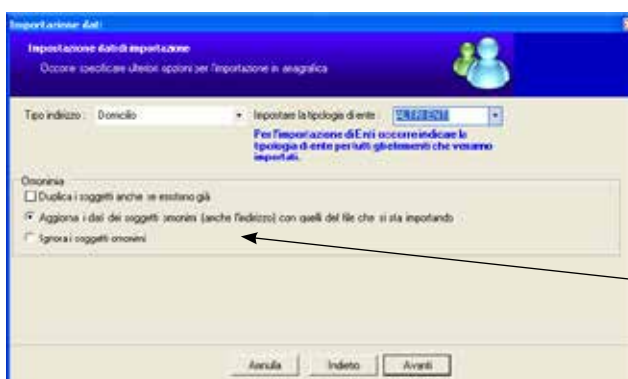 Importazione dati
Impostazione dati di importazione
Occorre specificare ulteriori opzioni per l'importazione in anagrafica
Tipo indirizzo : Domicilio
Impostare la tipologia di ente : ALTRI ENTI
Per l'importazione di Enti occorre indicare la
tipologia di ente per tutti gli elementi che verranno
importati.
Omonimia
Duplica i soggetti anche se esistono già
Aggiorna i dati dei soggetti omonimi (anche l'indirizzo) con quelli del file che si sta importando
Ignora i soggetti omonimi
Annulla Indietro Avanti